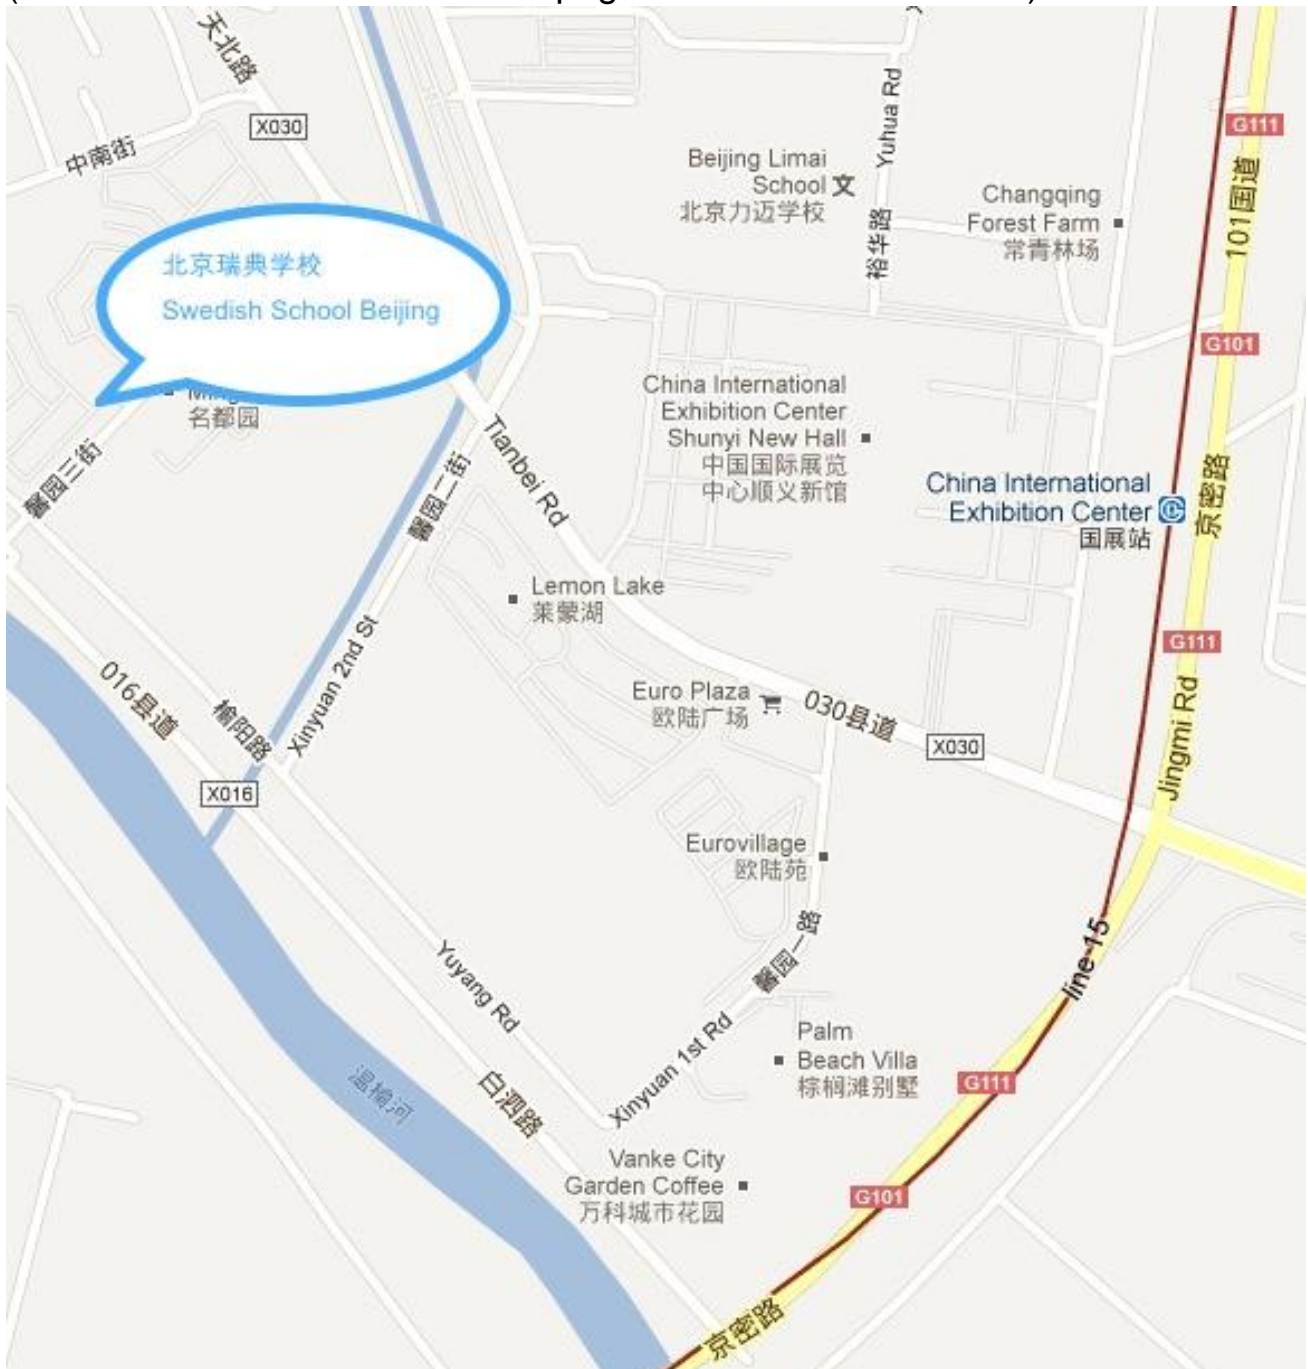 天北路
X030
中南街
北京瑞典学校
Swedish School Beijing
名都园
馨园三街
Yuhua Rd
裕华路
Beijing Limai
School 文
北京力迈学校
Changqing
Forest Farm
常青林场
G111
101国道
G101
China International
Exhibition Center
Shunyi New Hall
中国国际展览
中心顺义新馆
China International
Exhibition Center
国展站
京密路
Tianbei Rd
馨园二街
Lemon Lake
莱蒙湖
Xinyuan 2nd St
016县道
榆阳路
X016
G111
Euro Plaza
欧陆广场
030县道
X030
Jingmi Rd
Eurovillage
欧陆苑
馨园一路
line 15
Yuyang Rd
Xinyuan 1st Rd
Palm
Beach Villa
棕榈滩别墅
G111
温榆河
白泗路
Vanke City
Garden Coffee
万科城市花园
G101
京密路